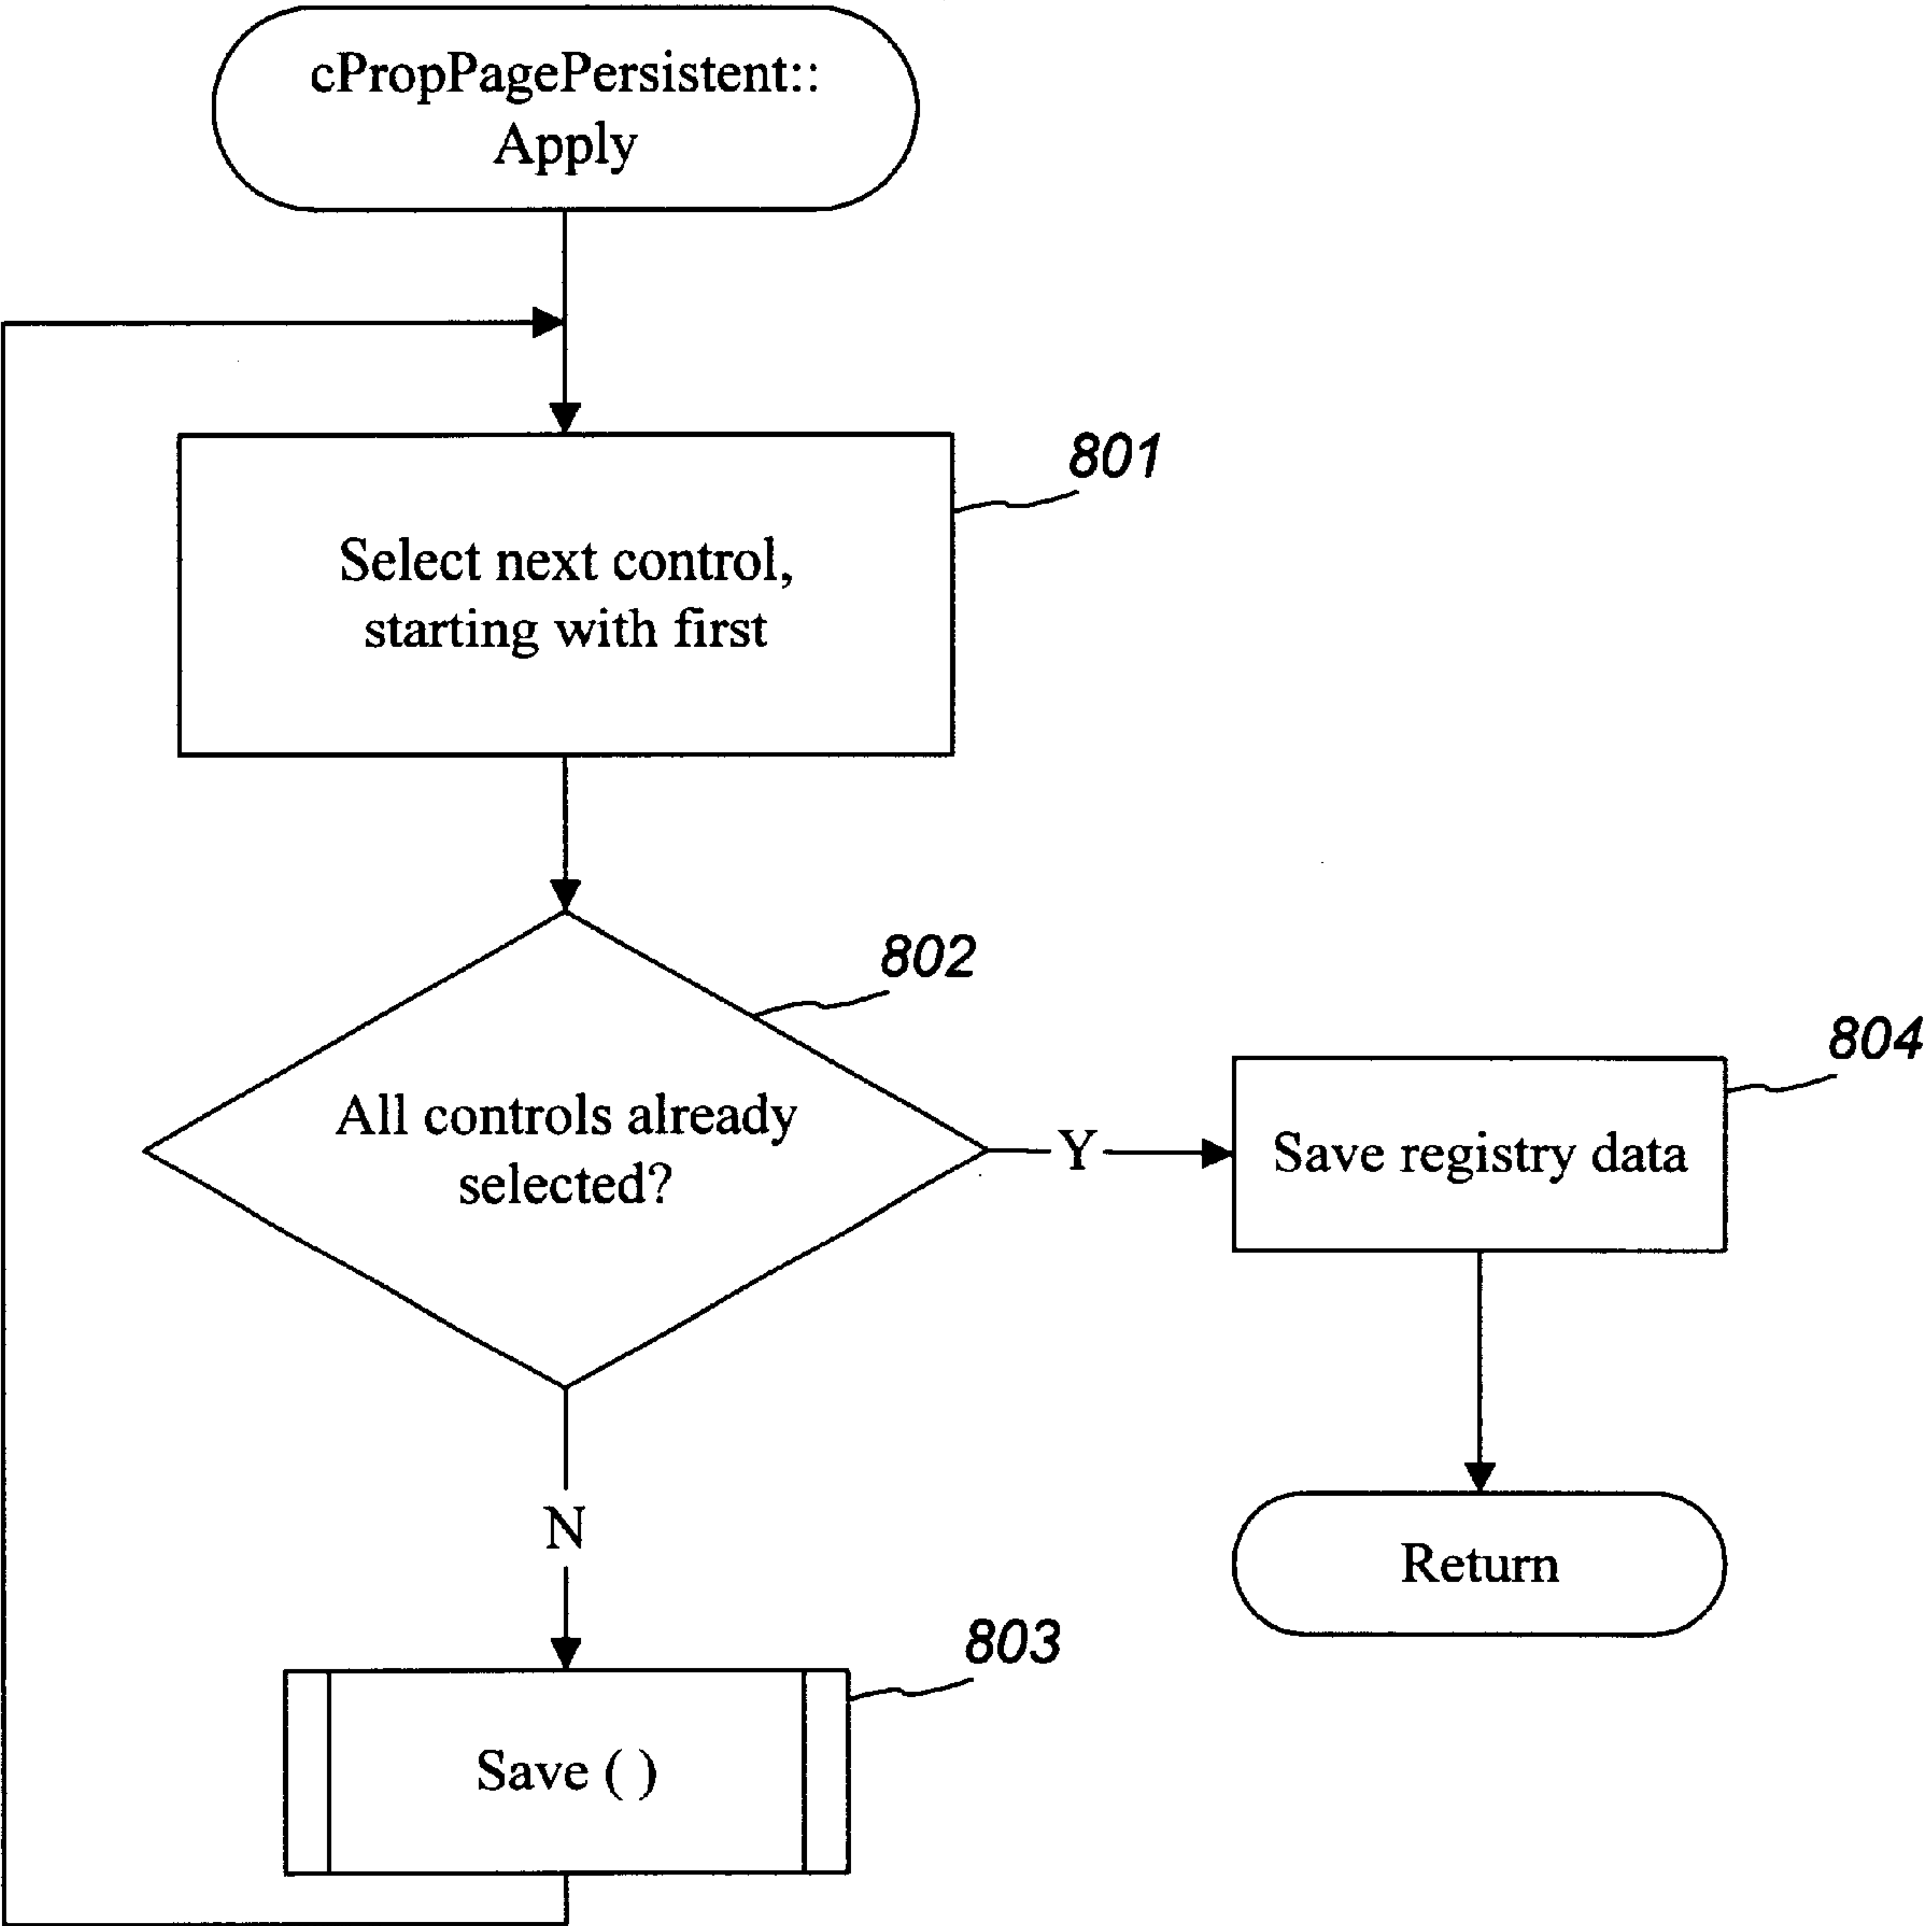 cPropPagePersistent::
Apply
801
Select next control,
starting with first
802
All controls already
selected?
Y
804
Save registry data
N
Return
803
Save ( )